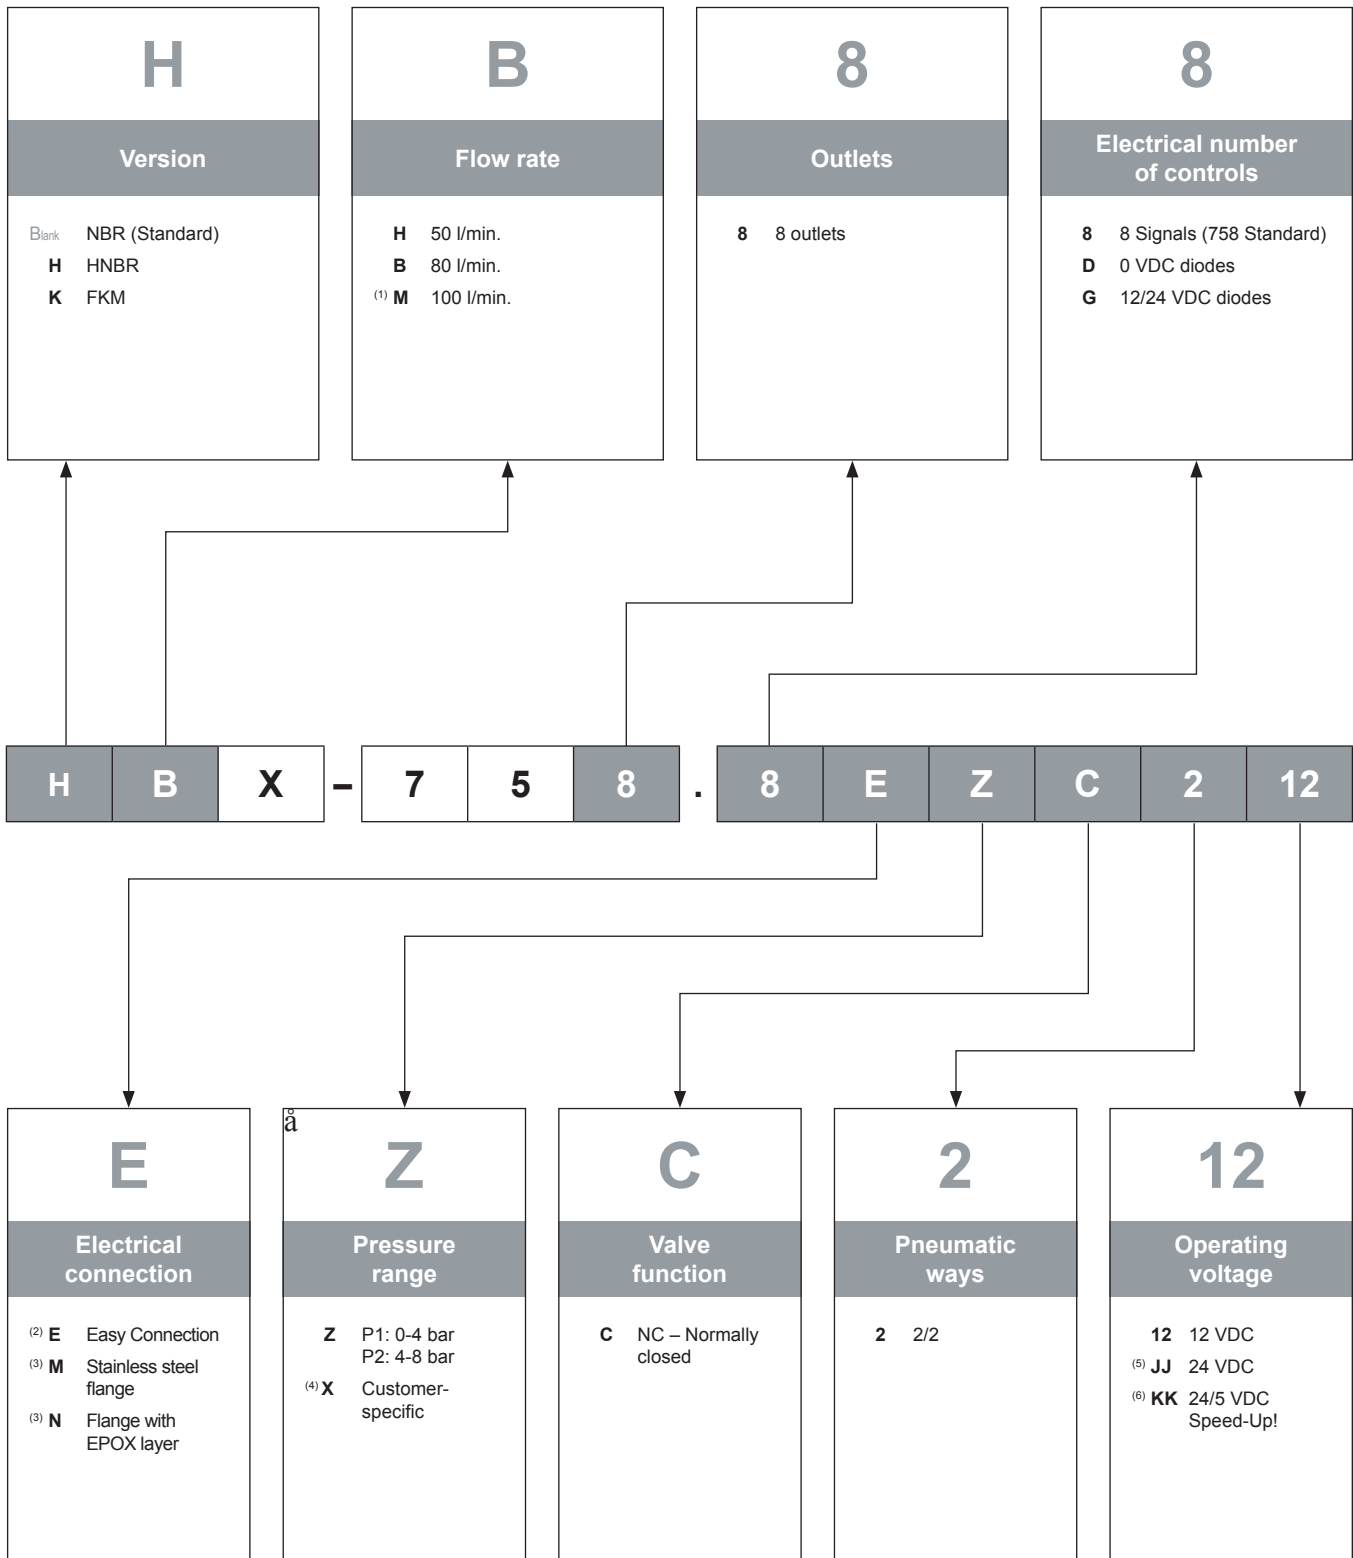 H
Version
Blank NBR (Standard)
H HNBR
K FKM
B
Flow rate
H 50 l/min.
B 80 l/min.
(1) M 100 l/min.
8
Outlets
8 8 outlets
8
Electrical number
of controls
8 8 Signals (758 Standard)
D 0 VDC diodes
G 12/24 VDC diodes
H B X – 7 5 8 . 8 E Z C 2 12
E
Electrical
connection
(2) E Easy Connection
(3) M Stainless steel
flange
(3) N Flange with
EPOX layer
å
Z
Pressure
range
Z P1: 0-4 bar
P2: 4-8 bar
(4) X Customer-
specific
C
Valve
function
C NC – Normally
closed
2
Pneumatic
ways
2 2/2
12
Operating
voltage
12 12 VDC
(5) JJ 24 VDC
(6) KK 24/5 VDC
Speed-Up!